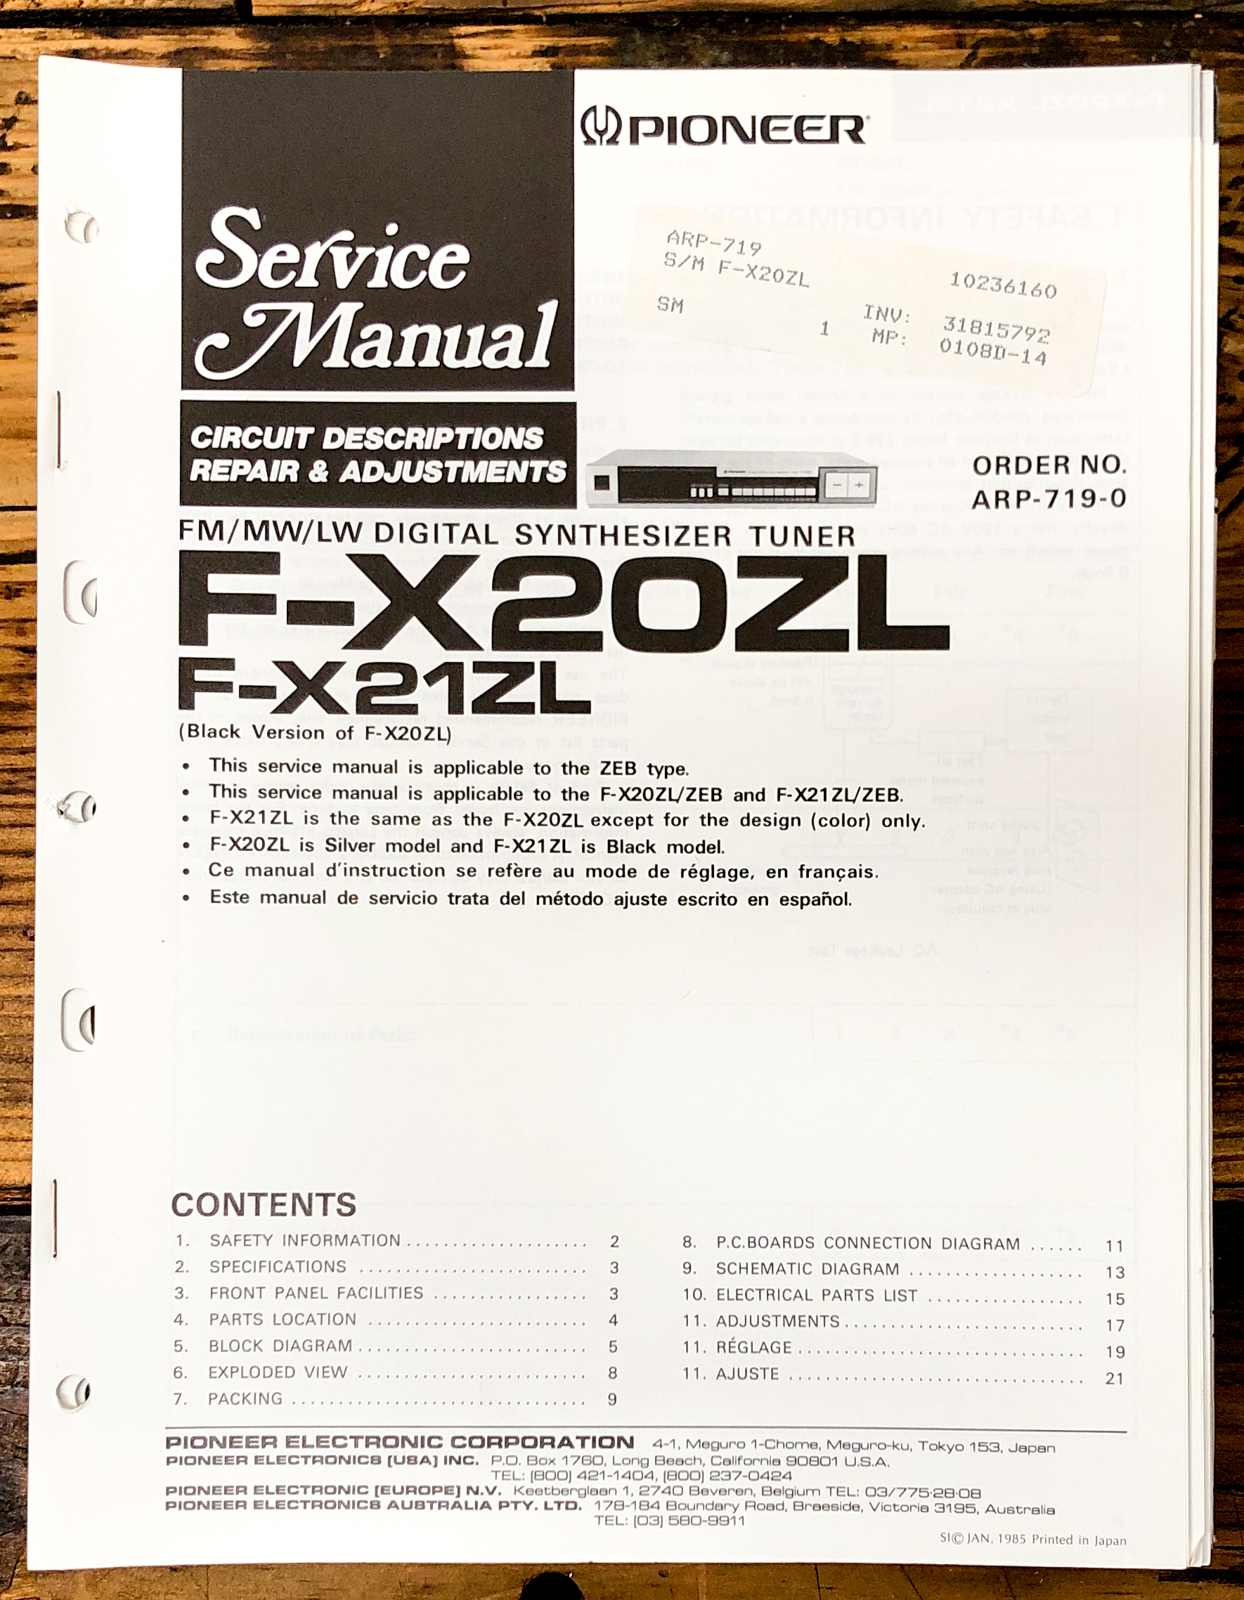 PIONEER
Service
Manual
ARP-719
S/M F-X20ZL
10236160
SM
1
INV: 31815792
MP: 0108D-14
CIRCUIT DESCRIPTIONS
REPAIR & ADJUSTMENTS
ORDER NO.
ARP-719-0
FM/MW/LW DIGITAL SYNTHESIZER TUNER
F-X20ZL
F-X21ZL
(Black Version of F-X20ZL)
• This service manual is applicable to the ZEB type.
• This service manual is applicable to the F-X20ZL/ZEB and F-X21ZL/ZEB.
• F-X21ZL is the same as the F-X20ZL except for the design (color) only.
• F-X20ZL is Silver model and F-X21ZL is Black model.
• Ce manual d'instruction se refère au mode de réglage, en français.
• Este manual de servicio trata del método ajuste escrito en español.
CONTENTS
1. SAFETY INFORMATION .................... 2
2. SPECIFICATIONS ......................... 3
3. FRONT PANEL FACILITIES ................. 3
4. PARTS LOCATION ........................ 4
5. BLOCK DIAGRAM ......................... 5
6. EXPLODED VIEW ......................... 8
7. PACKING ................................ 9
8. P.C.BOARDS CONNECTION DIAGRAM ...... 11
9. SCHEMATIC DIAGRAM ................... 13
10. ELECTRICAL PARTS LIST ................. 15
11. ADJUSTMENTS .......................... 17
11. RÉGLAGE ............................... 19
11. AJUSTE ................................ 21
PIONEER ELECTRONIC CORPORATION 4-1, Meguro 1-Chome, Meguro-ku, Tokyo 153, Japan
PIONEER ELECTRONICS [USA] INC. P.O. Box 1760, Long Beach, California 90801 U.S.A.
TEL: [800] 421-1404, [800] 237-0424
PIONEER ELECTRONIC [EUROPE] N.V. Keetberglaan 1, 2740 Beveren, Belgium TEL: 03/775·28·08
PIONEER ELECTRONICS AUSTRALIA PTY. LTD. 178-184 Boundary Road, Braeside, Victoria 3195, Australia
TEL: [03] 580-9911
SI © JAN. 1985 Printed in Japan